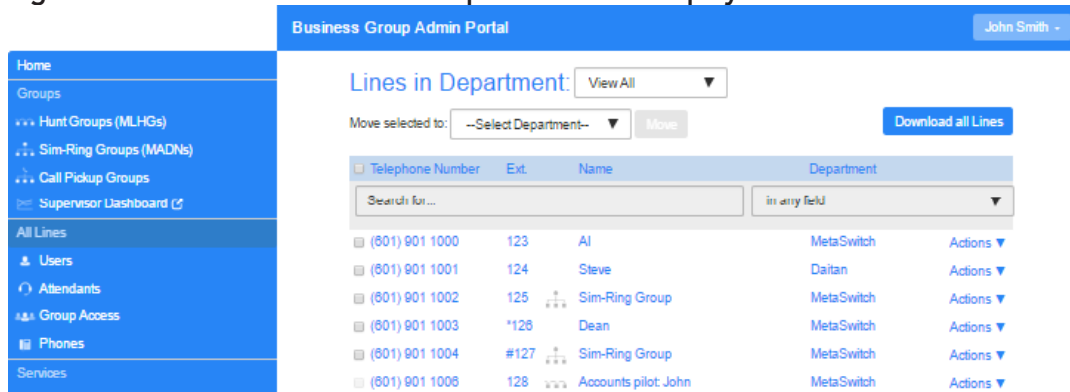 Business Group Admin Portal
John Smith
Home
Groups
Hunt Groups (MLHGs)
Sim-Ring Groups (MADNs)
Call Pickup Groups
Supervisor Dashboard
All Lines
Users
Attendants
Group Access
Phones
Services
Lines in Department: View All
Move selected to: --Select Department-- Move
Download all Lines
Telephone Number Ext. Name Department
Search for... in any field
(601) 901 1000 123 Al MetaSwitch Actions
(601) 901 1001 124 Steve Daitan Actions
(601) 901 1002 125 Sim-Ring Group MetaSwitch Actions
(601) 901 1003 *126 Dean MetaSwitch Actions
(601) 901 1004 #127 Sim-Ring Group MetaSwitch Actions
(601) 901 1006 128 Accounts pilot: John MetaSwitch Actions